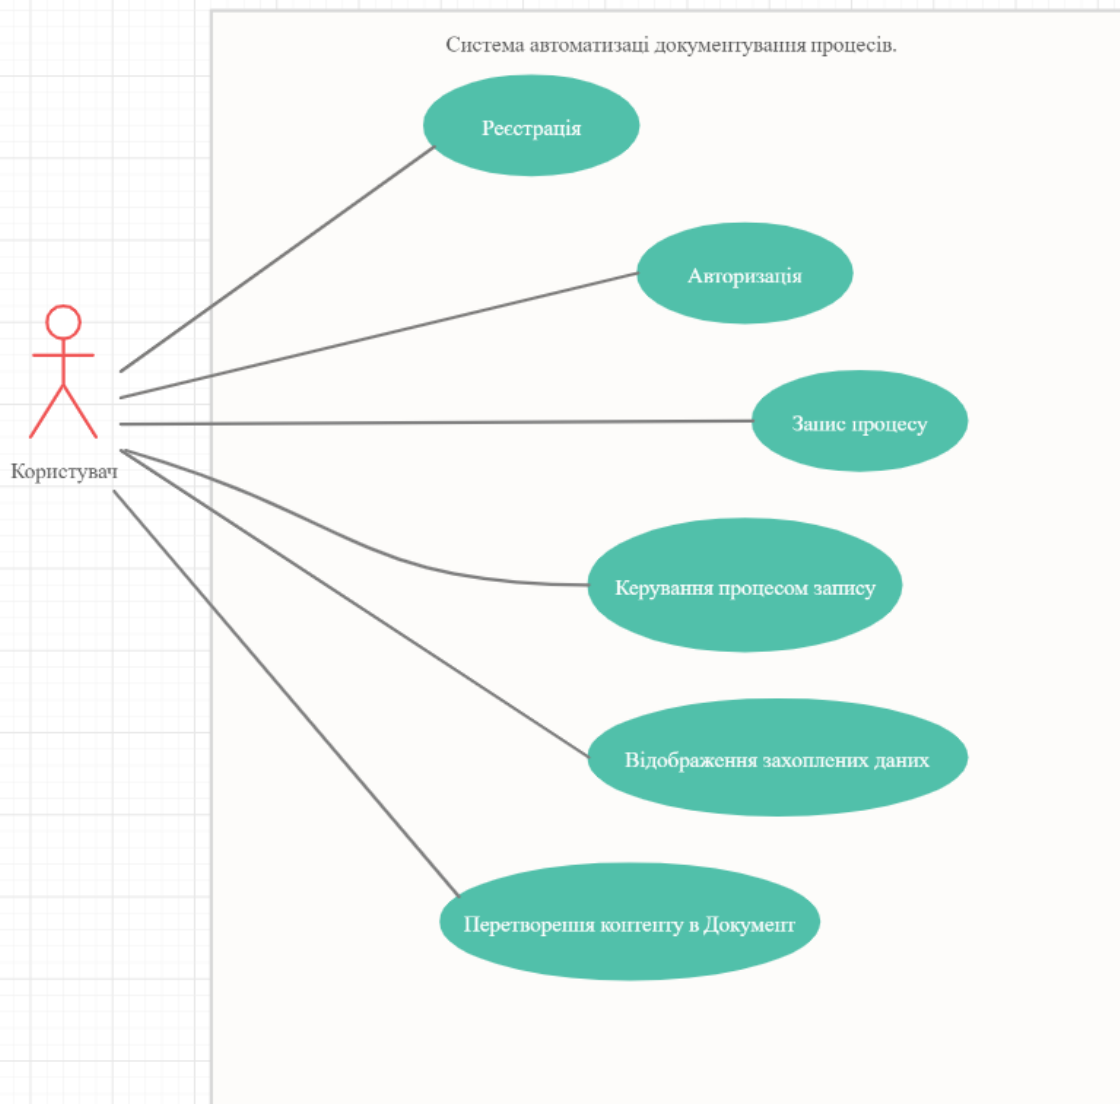 Система автоматизаці документування процесів.
Реєстрація
Авторизація
Запис процесу
Користувач
Керування процесом запису
Відображення захоплених даних
Перетворення контенту в Документ